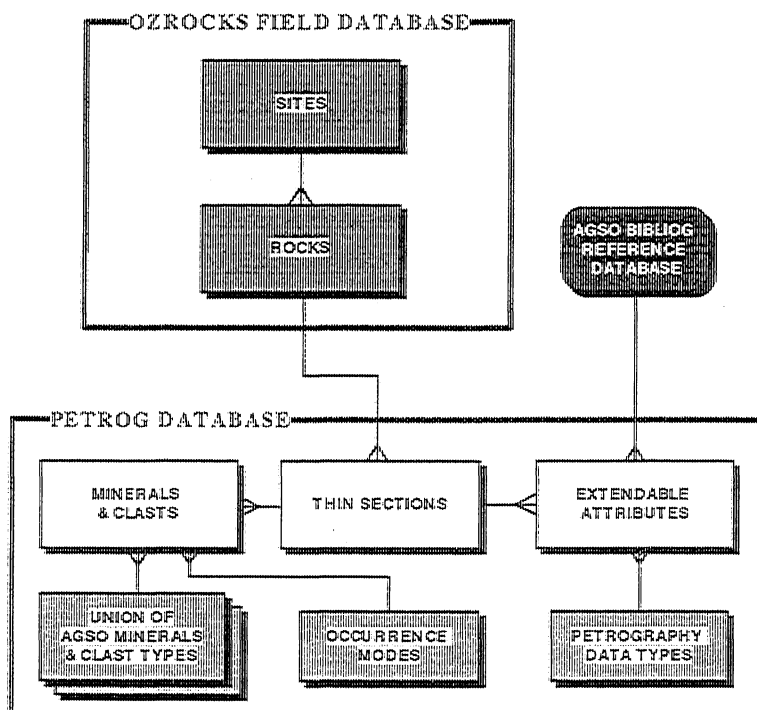 OZROCKS FIELD DATABASE
SITES
ROCKS
AGSO BIBLIOG
REFERENCE
DATABASE
PETROG DATABASE
MINERALS
& CLASTS
THIN SECTIONS
EXTENDABLE
ATTRIBUTES
UNION OF
AGSO MINERALS
& CLAST TYPES
OCCURRENCE
MODES
PETROGRAPHY
DATA TYPES